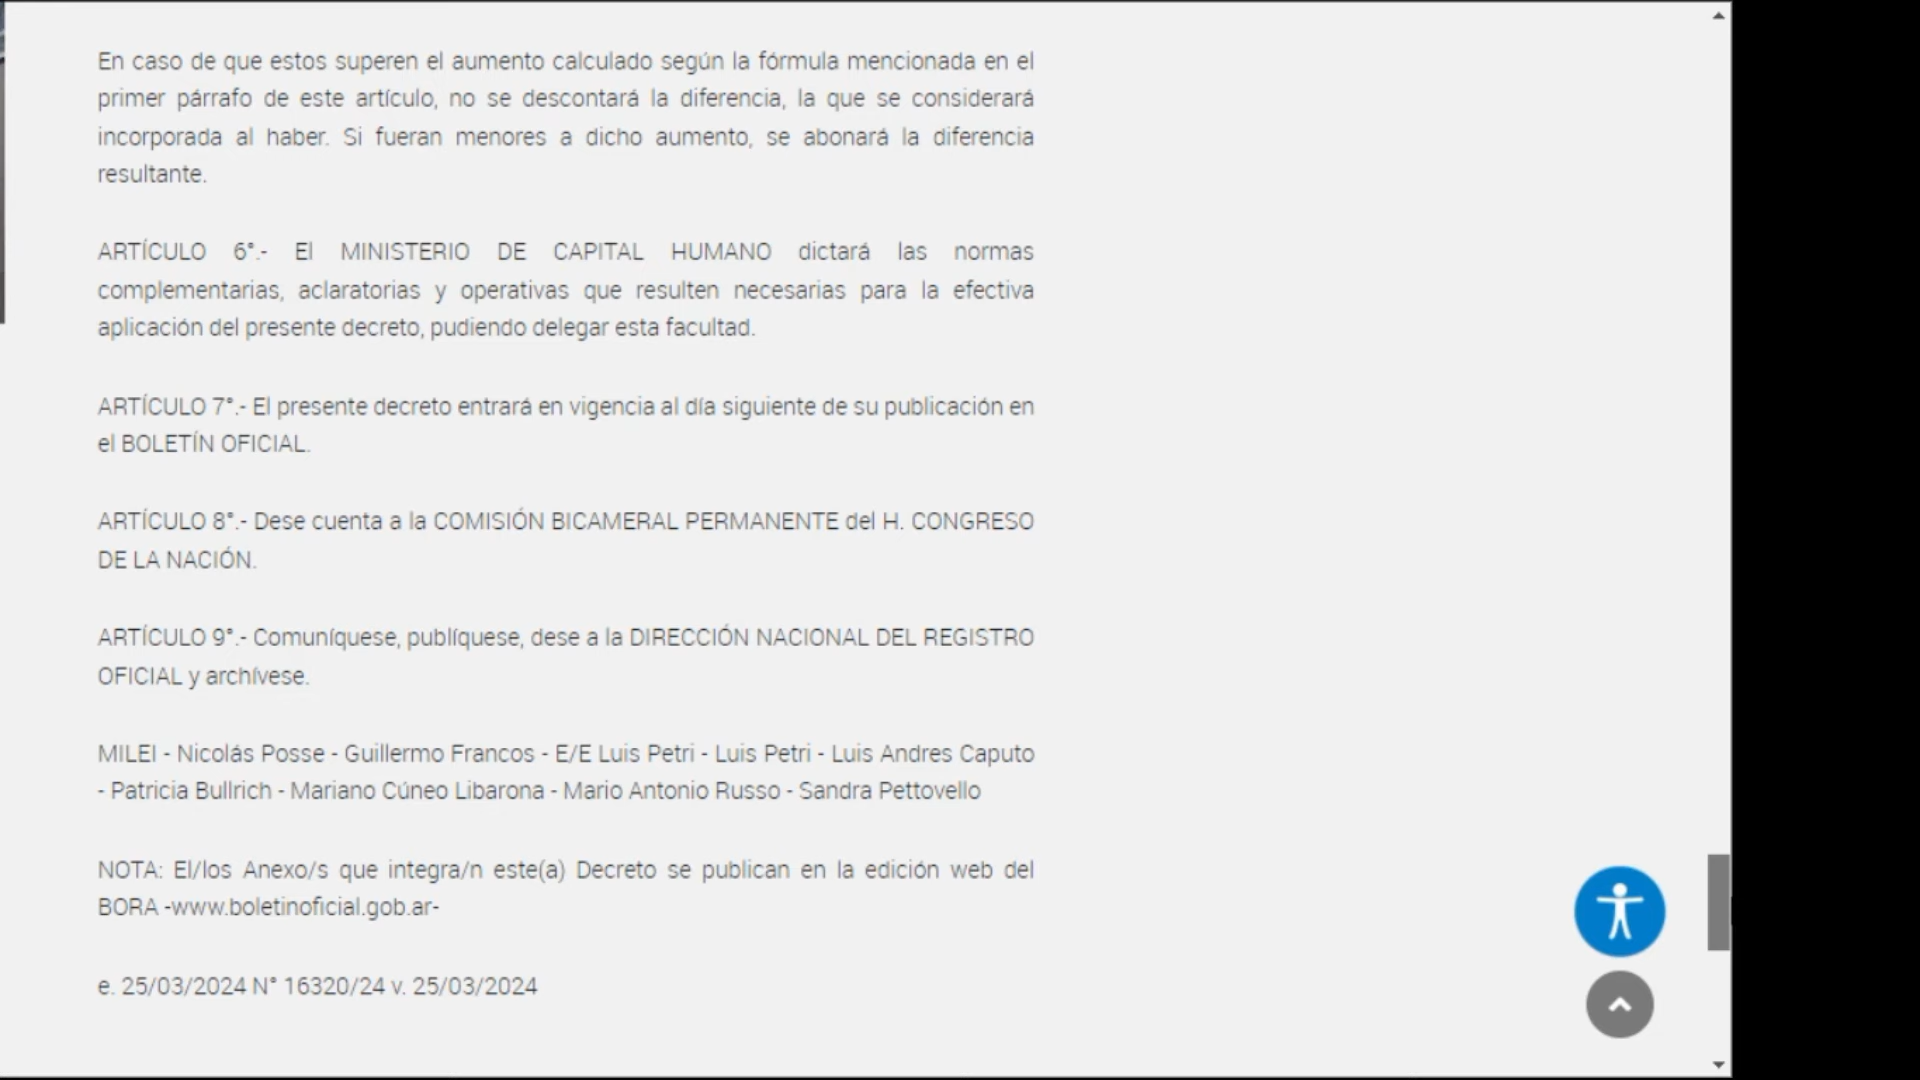 En caso de que estos superen el aumento calculado según la fórmula mencionada en el
primer párrafo de este artículo, no se descontará la diferencia, la que se considerará
incorporada al haber. Si fueran menores a dicho aumento, se abonará la diferencia
resultante.
ARTÍCULO 6°.- El MINISTERIO DE CAPITAL HUMANO dictará las normas
complementarias, aclaratorias y operativas que resulten necesarias para la efectiva
aplicación del presente decreto, pudiendo delegar esta facultad.
ARTÍCULO 7°.- El presente decreto entrará en vigencia al día siguiente de su publicación en
el BOLETÍN OFICIAL.
ARTÍCULO 8°.- Dese cuenta a la COMISIÓN BICAMERAL PERMANENTE del H. CONGRESO
DE LA NACIÓN.
ARTÍCULO 9°.- Comuníquese, publíquese, dese a la DIRECCIÓN NACIONAL DEL REGISTRO
OFICIAL y archívese.
MILEI - Nicolás Posse - Guillermo Francos - E/E Luis Petri - Luis Petri - Luis Andres Caputo
- Patricia Bullrich - Mariano Cúneo Libarona - Mario Antonio Russo - Sandra Pettovello
NOTA: El/los Anexo/s que integra/n este(a) Decreto se publican en la edición web del
BORA -www.boletinoficial.gob.ar-
e. 25/03/2024 N° 16320/24 v. 25/03/2024